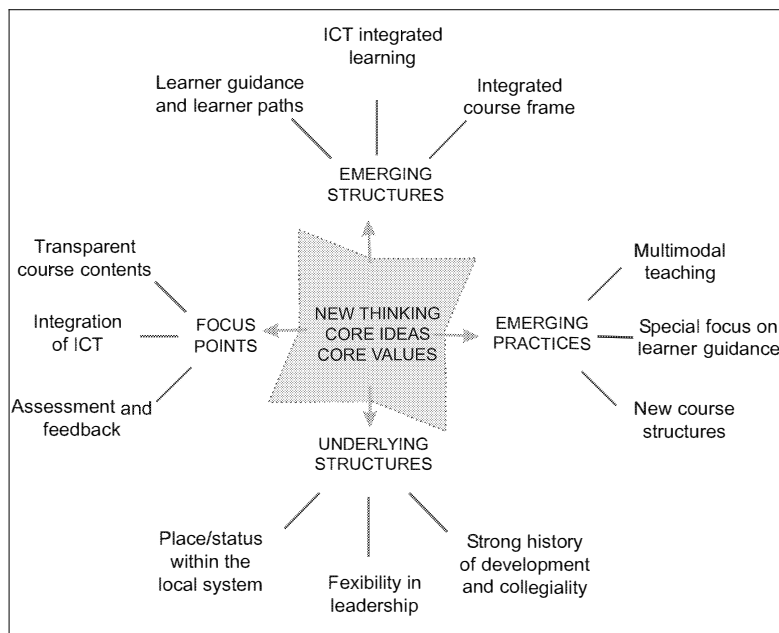 ICT integrated
learning
Learner guidance
and learner paths
Integrated
course frame
EMERGING
STRUCTURES
Transparent
course contents
Integration
of ICT
Assessment and
feedback
FOCUS
POINTS
NEW THINKING
CORE IDEAS
CORE VALUES
EMERGING
PRACTICES
Multimodal
teaching
Special focus on
learner guidance
New course
structures
UNDERLYING
STRUCTURES
Place/status
within the
local system
Fexibility in
leadership
Strong history
of development
and collegiality